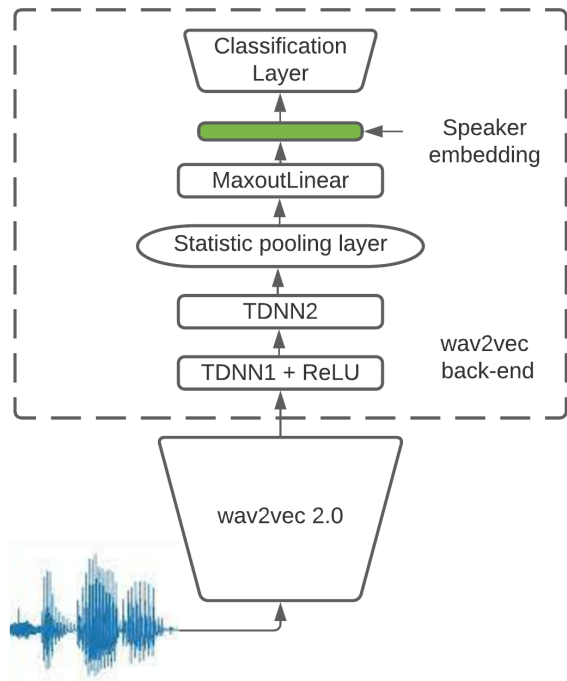 Classification
Layer
Speaker
embedding
MaxoutLinear
Statistic pooling layer
TDNN2
wav2vec
back-end
TDNN1 + ReLU
wav2vec 2.0